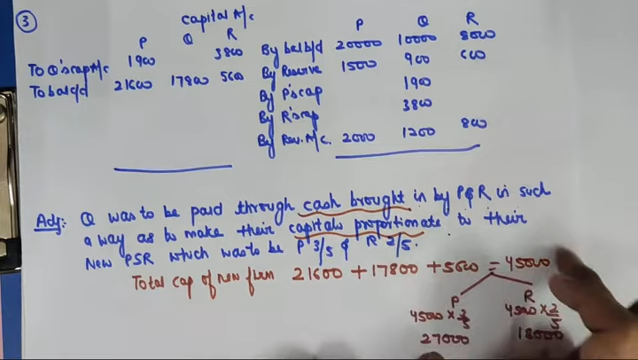 3
Capital A/c
P Q R P Q R
To Q's cap A/c 1900 3800 By bal b/d 20000 10000 8000
To bal c/d 21600 17800 5600 By Reserve 1500 900 600
By P's cap 1900
By R's cap 3800
By Rev. A/c. 2000 1200 800
Adj: Q was to be paid through cash brought in by P & R in such
a way as to make their capitals proportionate to their
New PSR which was to be P 3/5 & R 2/5.
Total cap of new firm 21600 + 17800 + 5600 = 45000
P R
45000 × 3/5 45000 × 2/5
27000 18000